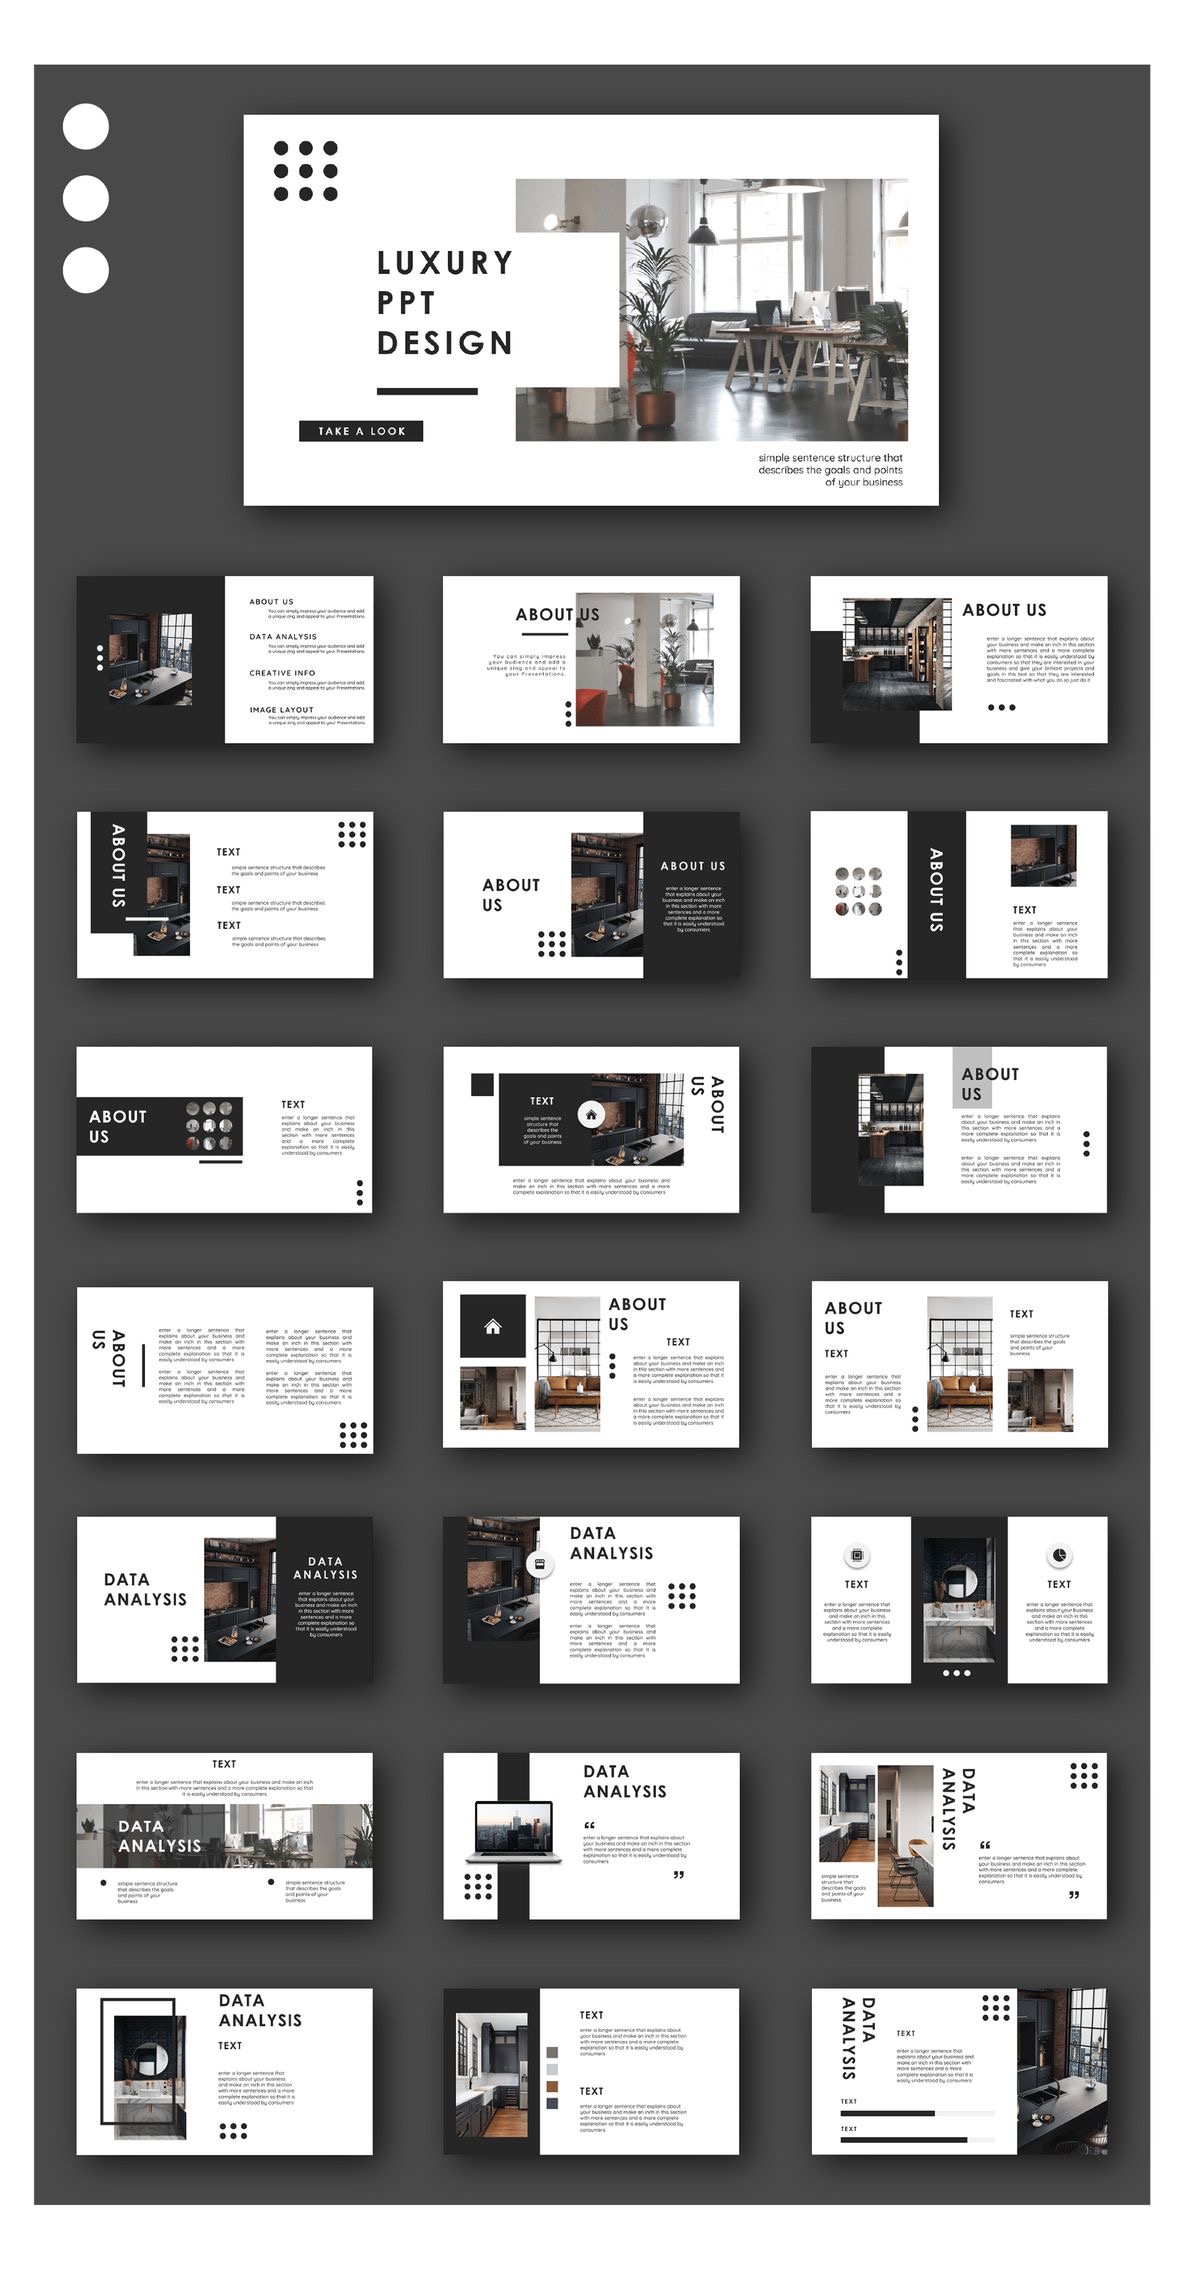 LUXURY
PPT
DESIGN
TAKE A LOOK
simple sentence structure that
describes the goals and points
of your business
ABOUT US
You can simply impress your audience and add
a unique zing and appeal to your Presentations.
DATA ANALYSIS
You can simply impress your audience and add
a unique zing and appeal to your Presentations.
CREATIVE INFO
You can simply impress your audience and add
a unique zing and appeal to your Presentations.
IMAGE LAYOUT
You can simply impress your audience and add
a unique zing and appeal to your Presentations.
ABOUT US
You can simply impress
your audience and add a
unique zing and appeal to
your Presentations.
ABOUT US
enter a longer sentence that explains about
your business and make an inch in this section
with more sentences and a more complete
explanation so that it is easily understood by
consumers so that they are interested in your
business and give your brilliant projects and
goals in this text so that they are interested
and fascinated with what you do so just do it
ABOUT US
TEXT
simple sentence structure that describes
the goals and points of your business
TEXT
simple sentence structure that describes
the goals and points of your business
TEXT
simple sentence structure that describes
the goals and points of your business
ABOUT
US
ABOUT US
enter a longer sentence
that explains about your
business and make an inch
in this section with more
sentences and a more
complete explanation so
that it is easily understood
by consumers
ABOUT US
TEXT
enter a longer sentence
that explains about your
business and make an inch
in this section with more
sentences and a more
complete explanation so
that it is easily understood
by consumers
ABOUT
US
TEXT
enter a longer sentence that
explains about your business
and make an inch in this
section with more sentences
and a more complete
explanation so that it is easily
understood by consumers
TEXT
simple sentence
structure that
describes the
goals and points
of your business
ABOUT
US
enter a longer sentence that explains about your business and
make an inch in this section with more sentences and a more
complete explanation so that it is easily understood by consumers
ABOUT
US
enter a longer sentence that explains
about your business and make an inch in
this section with more sentences and a
more complete explanation so that it is
easily understood by consumers
enter a longer sentence that explains
about your business and make an inch in
this section with more sentences and a
more complete explanation so that it is
easily understood by consumers
ABOUT
US
enter a longer sentence that
explains about your business and
make an inch in this section with
more sentences and a more
complete explanation so that it is
easily understood by consumers
enter a longer sentence that
explains about your business and
make an inch in this section with
more sentences and a more
complete explanation so that it is
easily understood by consumers
enter a longer sentence that
explains about your business and
make an inch in this section with
more sentences and a more
complete explanation so that it is
easily understood by consumers
enter a longer sentence that
explains about your business and
make an inch in this section with
more sentences and a more
complete explanation so that it is
easily understood by consumers
ABOUT
US
TEXT
enter a longer sentence that explains
about your business and make an inch
in this section with more sentences and
a more complete explanation so that it
is easily understood by consumers
enter a longer sentence that explains
about your business and make an inch
in this section with more sentences and
a more complete explanation so that it
is easily understood by consumers
ABOUT
US
TEXT
enter a longer sentence that
explains about your business
and make an inch in this section
with more sentences and a
more complete explanation so
that it is easily understood by
consumers
TEXT
simple sentence structure
that describes the goals
and points of your
business
DATA
ANALYSIS
DATA
ANALYSIS
enter a longer sentence
that explains about your
business and make an inch
in this section with more
sentences and a more
complete explanation so
that it is easily understood
by consumers
DATA
ANALYSIS
enter a longer sentence that
explains about your business and
make an inch in this section with
more sentences and a more
complete explanation so that it is
easily understood by consumers
enter a longer sentence that
explains about your business and
make an inch in this section with
more sentences and a more
complete explanation so that it is
easily understood by consumers
TEXT
enter a longer sentence that
explains about your business
and make an inch in this
section with more sentences
and a more complete
explanation so that it is easily
understood by consumers
TEXT
enter a longer sentence that
explains about your business
and make an inch in this
section with more sentences
and a more complete
explanation so that it is easily
understood by consumers
TEXT
enter a longer sentence that explains about your business and make an inch
in this section with more sentences and a more complete explanation so that
it is easily understood by consumers
DATA
ANALYSIS
simple sentence structure
that describes the goals
and points of your
business
simple sentence structure
that describes the goals
and points of your
business
DATA
ANALYSIS
“
enter a longer sentence that explains about
your business and make an inch in this section
with more sentences and a more complete
explanation so that it is easily understood by
consumers
”
simple sentence
structure that
describes the goals
and points of your
business
DATA
ANALYSIS
“
enter a longer sentence that explains about
your business and make an inch in this section
with more sentences and a more complete
explanation so that it is easily understood by
consumers
”
DATA
ANALYSIS
TEXT
enter a longer sentence that
explains about your business
and make an inch in this section
with more sentences and a more
complete explanation so that it is
easily understood by consumers
TEXT
enter a longer sentence that explains about
your business and make an inch in this section
with more sentences and a more complete
explanation so that it is easily understood by
consumers
TEXT
enter a longer sentence that explains about
your business and make an inch in this section
with more sentences and a more complete
explanation so that it is easily understood by
consumers
DATA
ANALYSIS
TEXT
enter a longer sentence that
explains about your business and
make an inch in this section with
more sentences and a more
complete explanation so that it is
easily understood by consumers
TEXT
TEXT